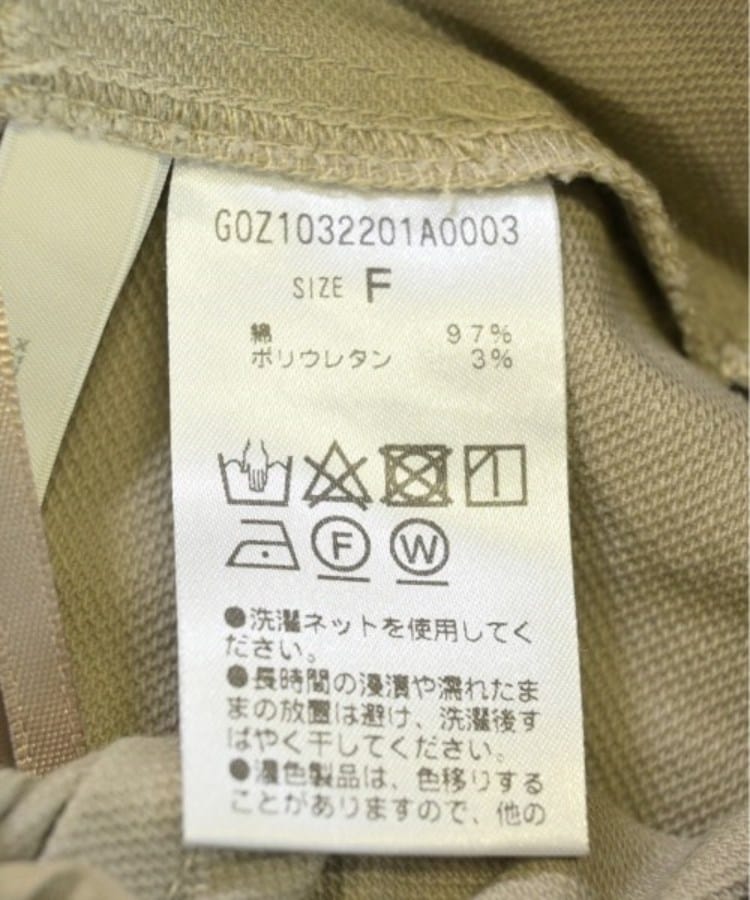 G0Z1032201A0003
SIZE F
綿 97%
ポリウレタン 3%
F W
●洗濯ネットを使用してく
ださい。
●長時間の浸漬や濡れたま
まの放置は避け、洗濯後す
ばやく干してください。
●濃色製品は、色移りする
ことがありますので、他の